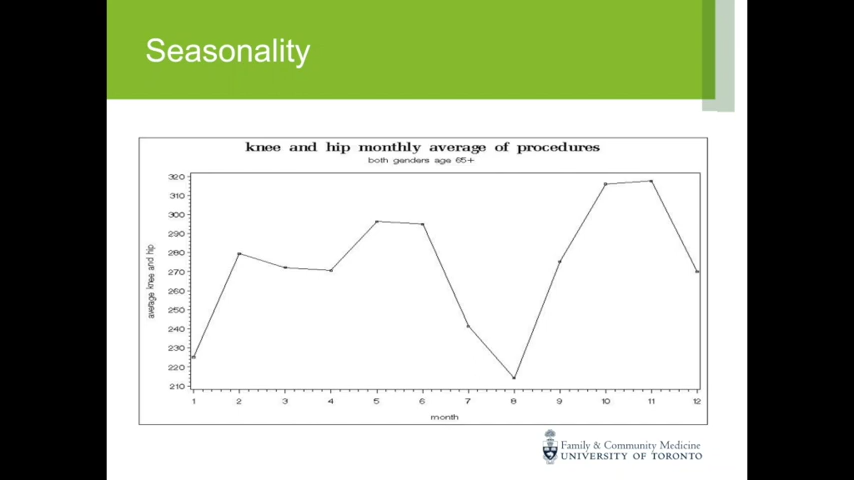 Seasonality
knee and hip monthly average of procedures
both genders age 65+
320
310
300
290
280
270
260
250
240
230
220
210
average knee and hip
1 2 3 4 5 6 7 8 9 10 11 12
month
Family & Community Medicine
UNIVERSITY OF TORONTO